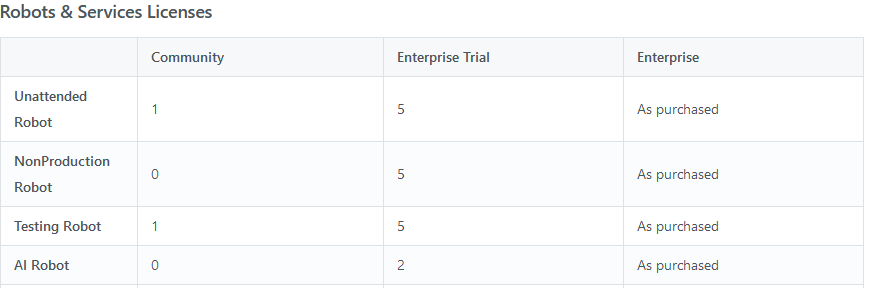 Robots & Services Licenses
Community Enterprise Trial Enterprise
Unattended
Robot 1 5 As purchased
NonProduction
Robot 0 5 As purchased
Testing Robot 1 5 As purchased
AI Robot 0 2 As purchased